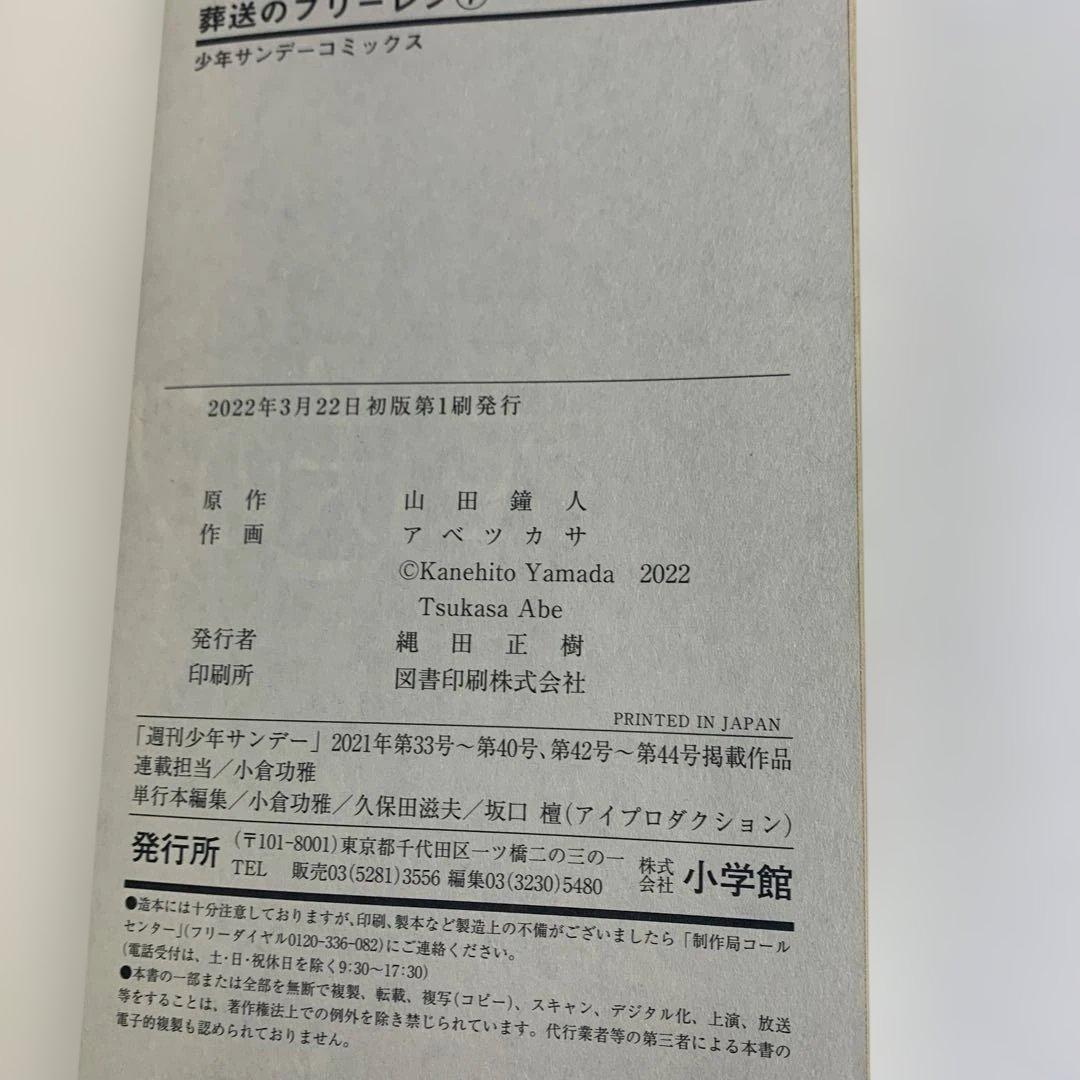 葬送のフリーレン⑦
少年サンデーコミックス
2022年3月22日初版第1刷発行
原作 山田鐘人
作画 アベツカサ
©Kanehito Yamada 2022
Tsukasa Abe
発行者 縄田正樹
印刷所 図書印刷株式会社
PRINTED IN JAPAN
「週刊少年サンデー」2021年第33号〜第40号、第42号〜第44号掲載作品
連載担当／小倉功雅
単行本編集／小倉功雅／久保田滋夫／坂口 檀(アイプロダクション)
発行所 (〒101-8001)東京都千代田区一ツ橋二の三の一 株式会社 小学館
TEL 販売03(5281)3556 編集03(3230)5480
●造本には十分注意しておりますが、印刷、製本など製造上の不備がございましたら「制作局コール
センター」(フリーダイヤル0120-336-082)にご連絡ください。
(電話受付は、土・日・祝休日を除く9:30〜17:30)
●本書の一部または全部を無断で複製、転載、複写(コピー)、スキャン、デジタル化、上演、放送
等をすることは、著作権法上での例外を除き禁じられています。代行業者等の第三者による本書の
電子的複製も認められておりません。